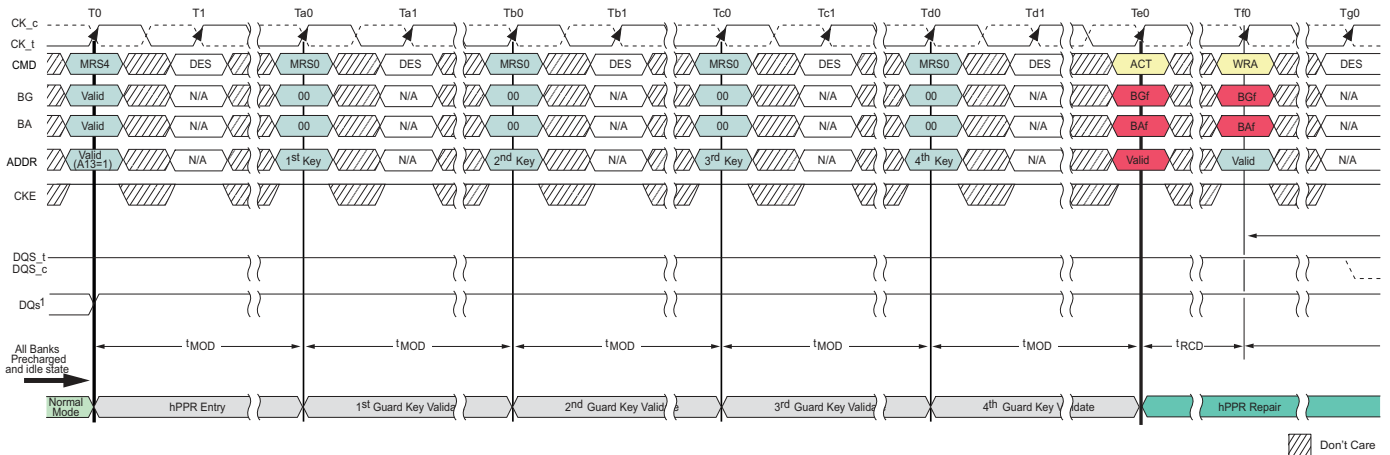 T0 T1 Ta0 Ta1 Tb0 Tb1 Tc0 Tc1 Td0 Td1 Te0 Tf0 Tg0
CK_c
CK_t
CMD MRS4 DES MRS0 DES MRS0 DES MRS0 DES MRS0 DES ACT WRA DES
BG Valid N/A 00 N/A 00 N/A 00 N/A 00 N/A BGf BGf N/A
BA Valid N/A 00 N/A 00 N/A 00 N/A 00 N/A BAf BAf N/A
ADDR Valid (A13=1) N/A 1st Key N/A 2nd Key N/A 3rd Key N/A 4th Key N/A Valid Valid N/A
CKE
DQS_t
DQS_c
DQs1
All Banks
Precharged
and idle state
tMOD tMOD tMOD tMOD tMOD tRCD
Normal Mode hPPR Entry 1st Guard Key Valida 2nd Guard Key Valid e 3rd Guard Key Valida 4th Guard Key V date hPPR Repair
Don't Care